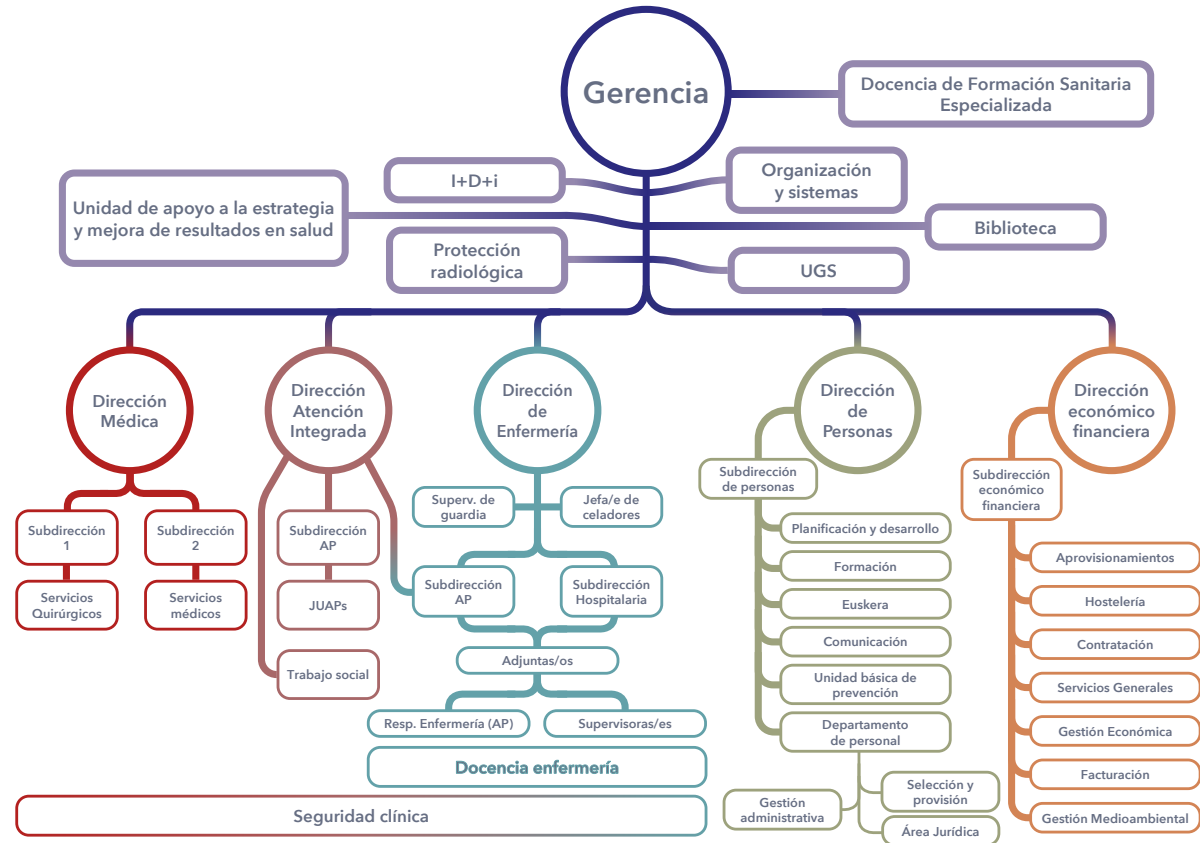 Gerencia
Docencia de Formación Sanitaria
Especializada
I+D+i
Organización
y sistemas
Unidad de apoyo a la estrategia
y mejora de resultados en salud
Biblioteca
Protección
radiológica
UGS
Dirección
Médica
Subdirección
1
Servicios
Quirúrgicos
Subdirección
2
Servicios
médicos
Dirección
Atención
Integrada
Subdirección
AP
JUAPs
Trabajo social
Dirección
de
Enfermería
Superv. de
guardia
Jefa/e de
celadores
Subdirección
AP
Subdirección
Hospitalaria
Adjuntas/os
Resp. Enfermería (AP)
Supervisoras/es
Docencia enfermería
Seguridad clínica
Dirección
de
Personas
Subdirección
de personas
Planificación y desarrollo
Formación
Euskera
Comunicación
Unidad básica de
prevención
Departamento
de personal
Gestión
administrativa
Selección y
provisión
Área Jurídica
Dirección
económico
financiera
Subdirección
económico
financiera
Aprovisionamientos
Hostelería
Contratación
Servicios Generales
Gestión Económica
Facturación
Gestión Medioambiental